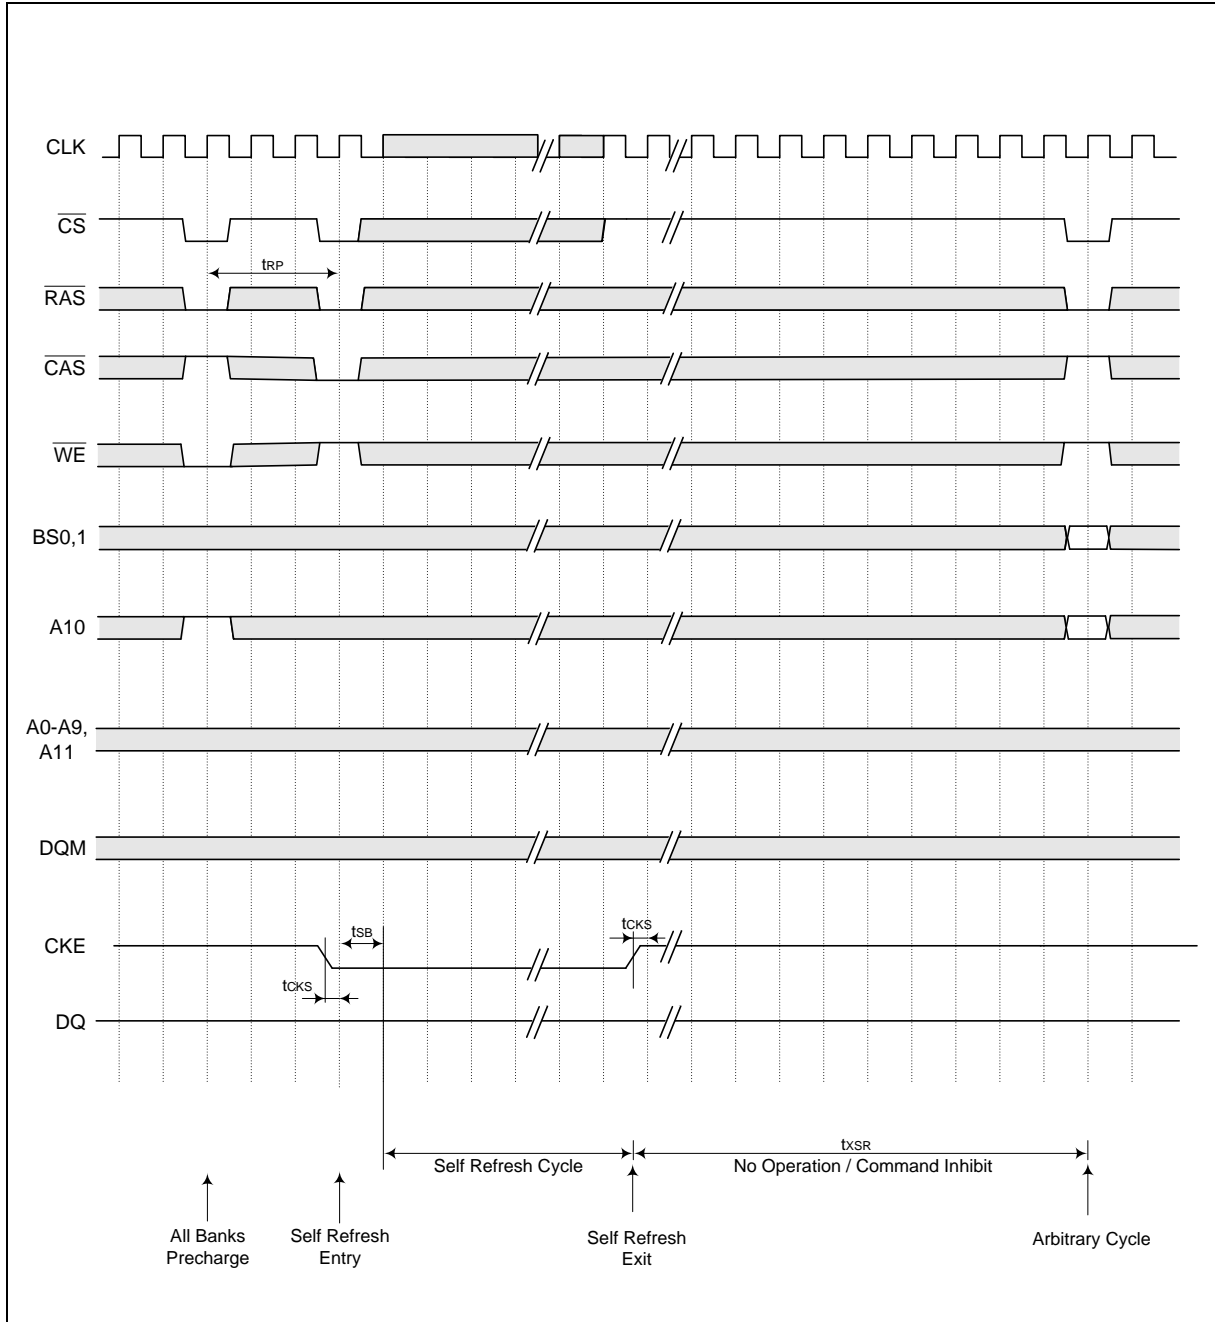 CLK
CS
tRP
RAS
CAS
WE
BS0,1
A10
A0-A9,
A11
DQM
tSB
tCKS
CKE
tCKS
DQ
tXSR
Self Refresh Cycle
No Operation / Command Inhibit
All Banks
Precharge
Self Refresh
Entry
Self Refresh
Exit
Arbitrary Cycle